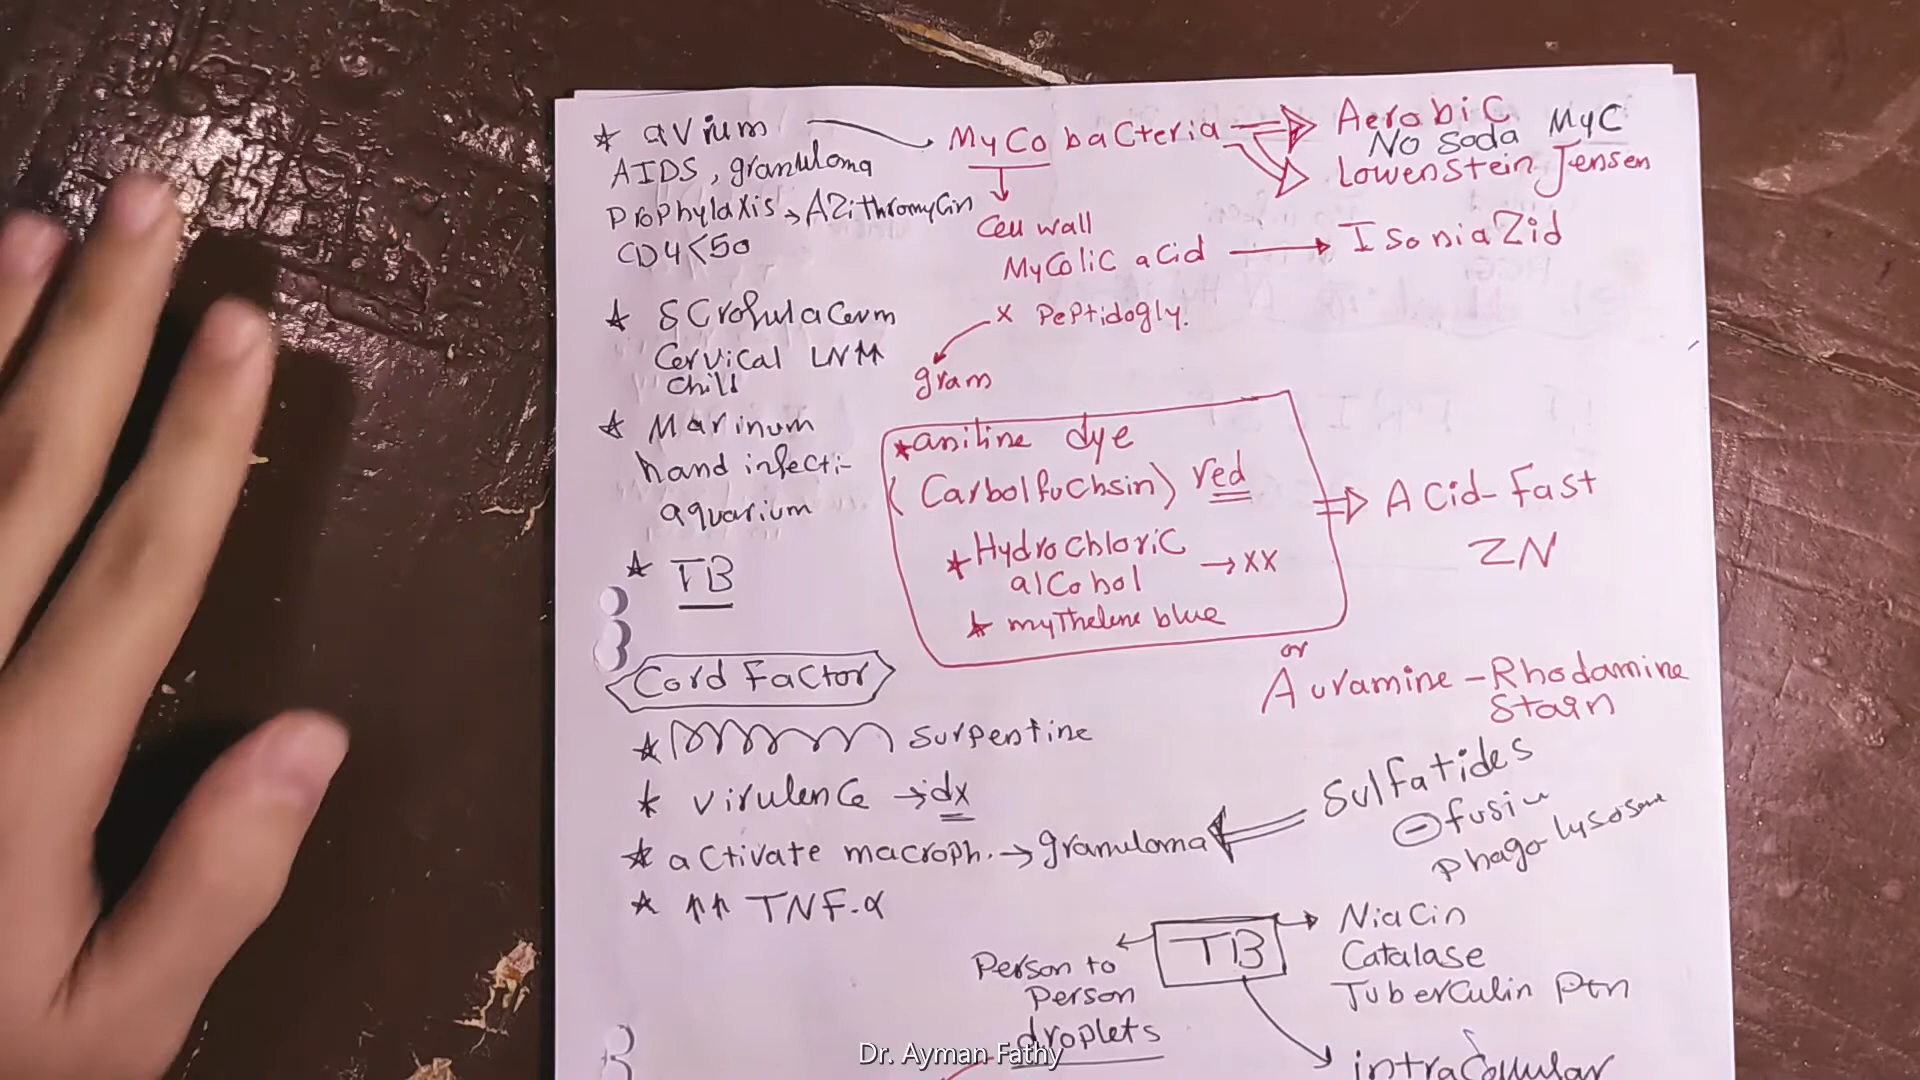 * avium
AIDS, granuloma
Prophylaxis → AZithromycin
CD4<50
* SCrofulaceum
Cervical LN ↑↑
Chill
* Marinum
hand infecti-
aquarium
* TB
MyCobaCteria
AerobiC
No Soda MyC
Lowenstein Jensen
Cell wall
MyColiC aCid → IsoniaZid
x Peptidogly.
gram
* aniline dye
(Carbolfuchsin) red
* HydroChloriC
alCohol → xx
* mythelene blue
⇒ ACid-Fast
ZN
or
Auramine-Rhodamine
Stain
Cord FaCtor
* surpentine
* virulenCe → dx
* aCtivate macroph. → granuloma
* ↑↑ TNF-α
Sulfatides
⊖ fusin
phago lysosome
TB
Person to
Person
droplets
NiaCin
Catalase
TuberCulin Ptn
intraCellular
Dr. Ayman Fathy